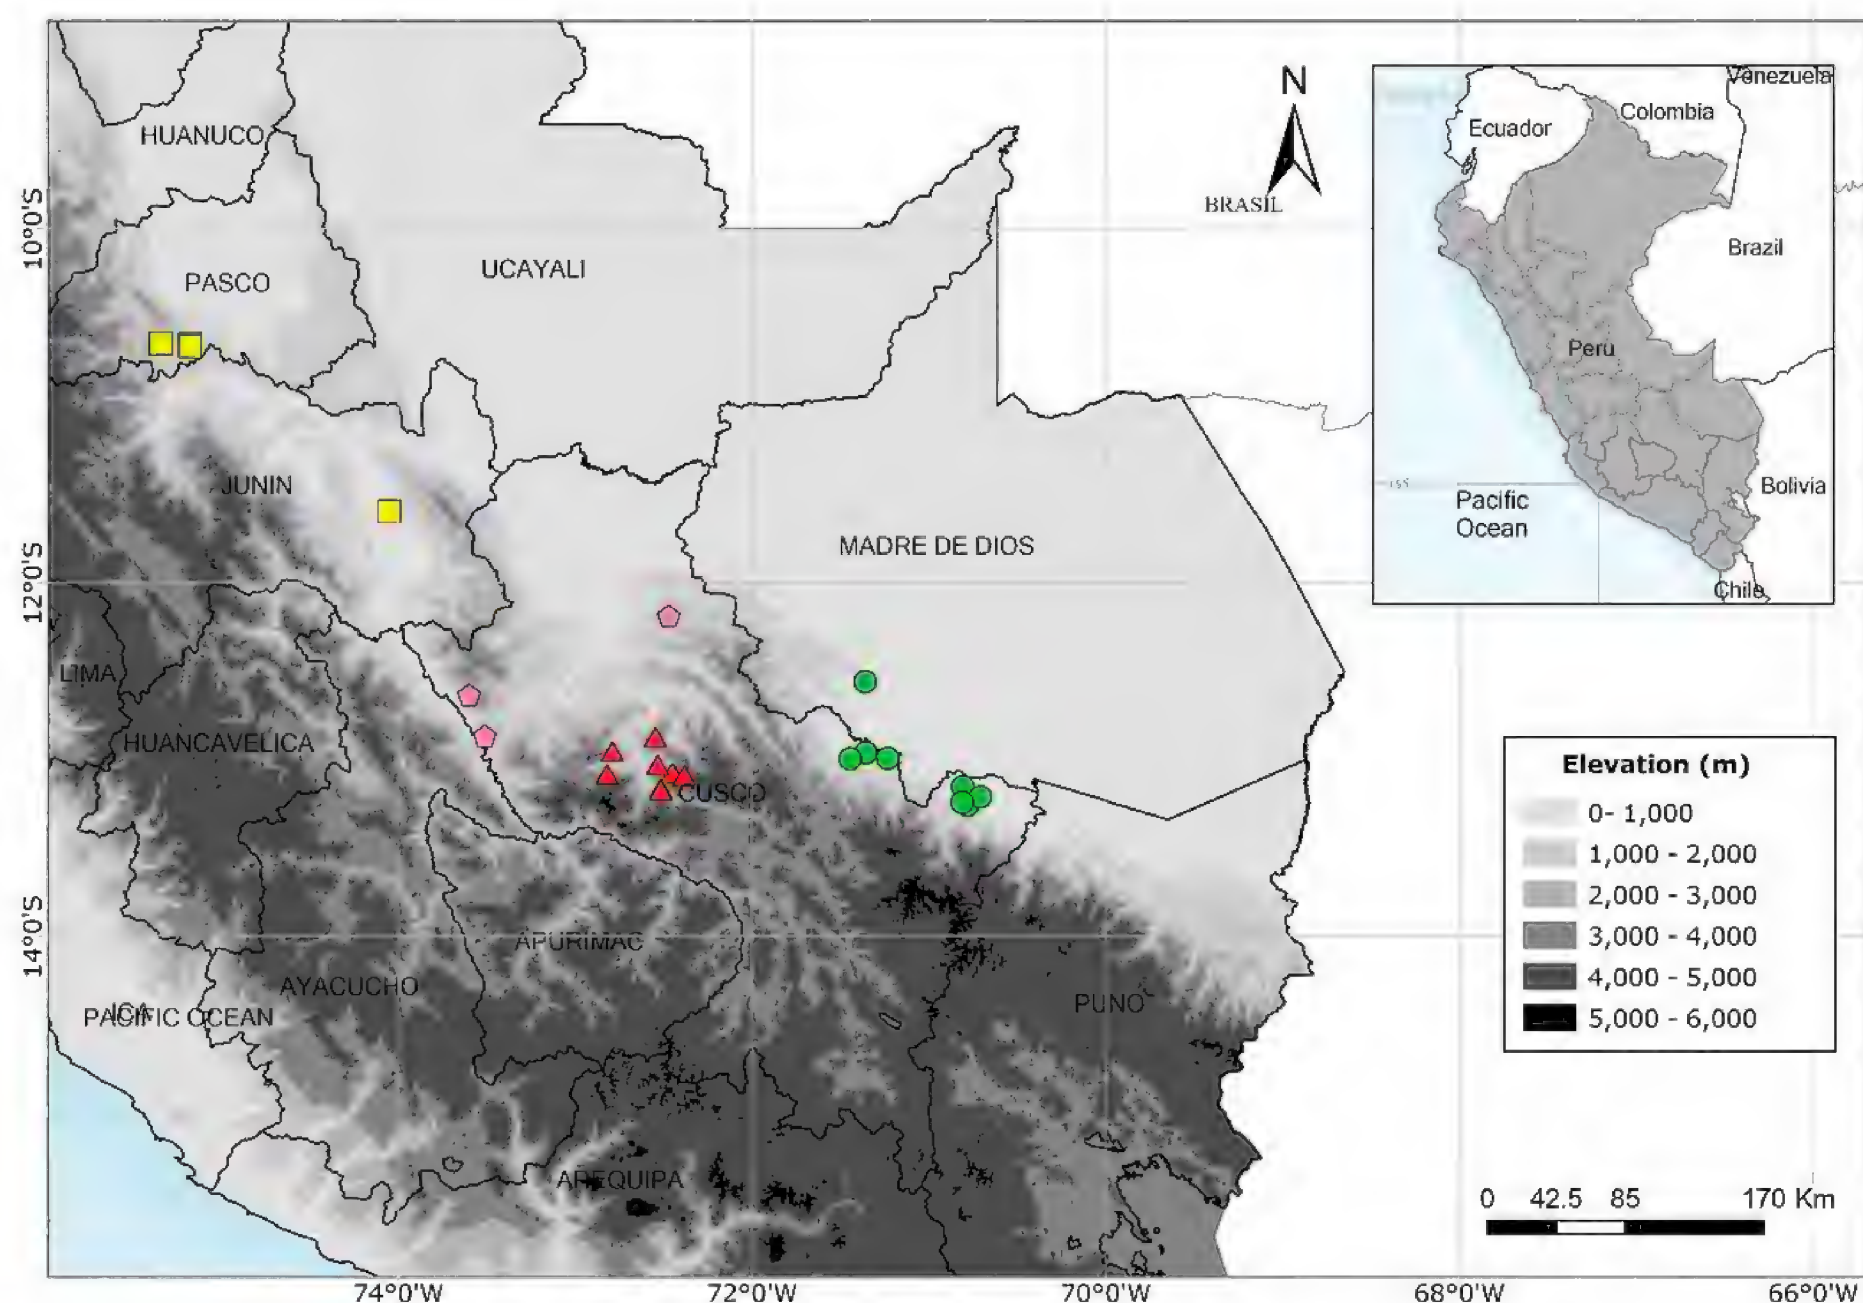 N
Venezuela
Colombia
Ecuador
HUANUCO
BRASIL
Brazil
10°0'S
UCAYALI
PASCO
Peru
JUNIN
15°
Bolivia
Pacific
Ocean
MADRE DE DIOS
12°0'S
Chile
LIMA
HUANCAVELICA
CUSCO
Elevation (m)
0- 1,000
1,000 - 2,000
2,000 - 3,000
3,000 - 4,000
4,000 - 5,000
5,000 - 6,000
14°0'S
APURIMAC
AYACUCHO
PUNO
ICA
PACIFIC OCEAN
AREQUIPA
0 42.5 85 170 Km
74°0'W 72°0'W 70°0'W 68°0'W 66°0'W